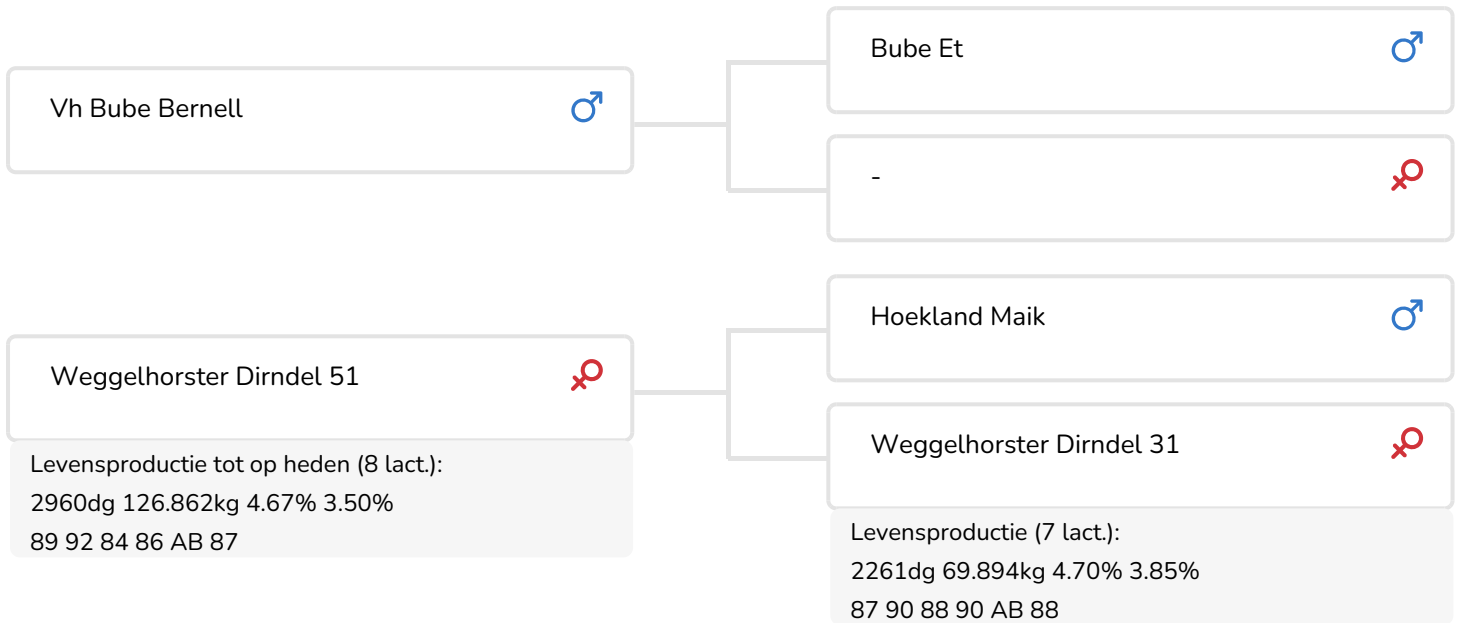 Vh Bube Bernell
Bube Et
-
Weggelhorster Dirndel 51
Levensproductie tot op heden (8 lact.):
2960dg 126.862kg 4.67% 3.50%
89 92 84 86 AB 87
Hoekland Maik
Weggelhorster Dirndel 31
Levensproductie (7 lact.):
2261dg 69.894kg 4.70% 3.85%
87 90 88 90 AB 88